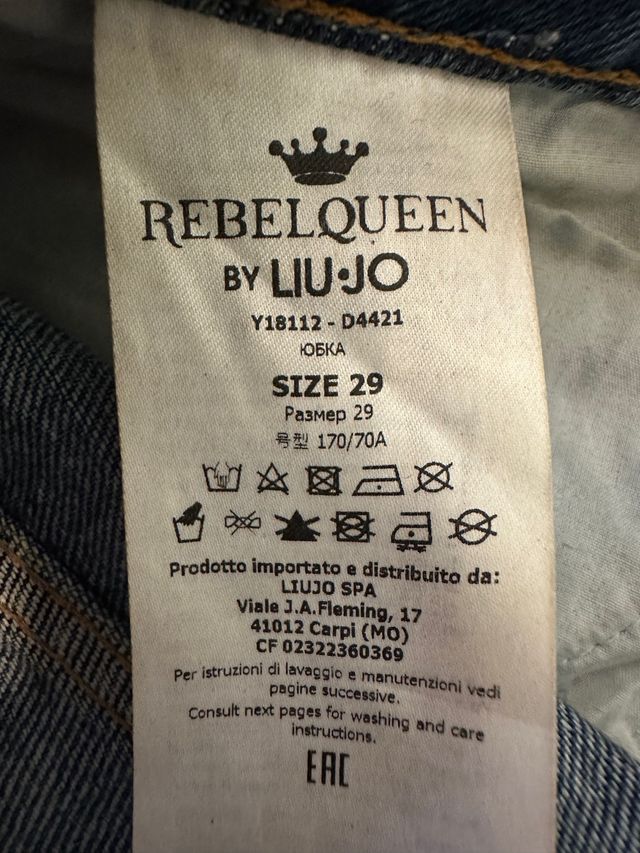 REBELQUEEN
BY LIU·JO
Y18112 - D4421
ЮБКА
SIZE 29
Размер 29
号型 170/70A
Prodotto importato e distribuito da:
LIUJO SPA
Viale J.A.Fleming, 17
41012 Carpi (MO)
CF 02322360369
Per istruzioni di lavaggio e manutenzioni vedi
pagine successive.
Consult next pages for washing and care
instructions.
EAC